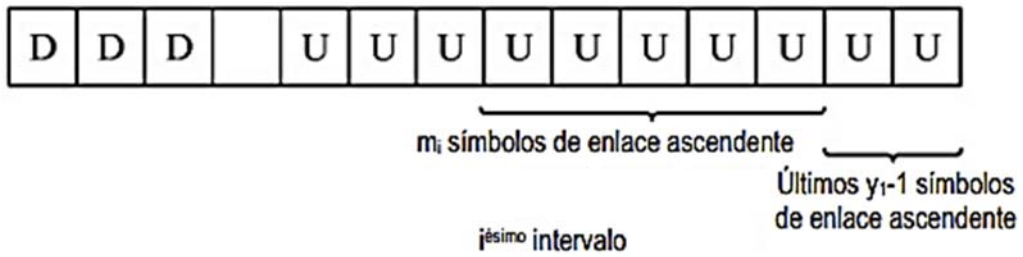 D D D U U U U U U U U U U
mᵢ símbolos de enlace ascendente
Últimos y₁-1 símbolos
de enlace ascendente
iésimo intervalo